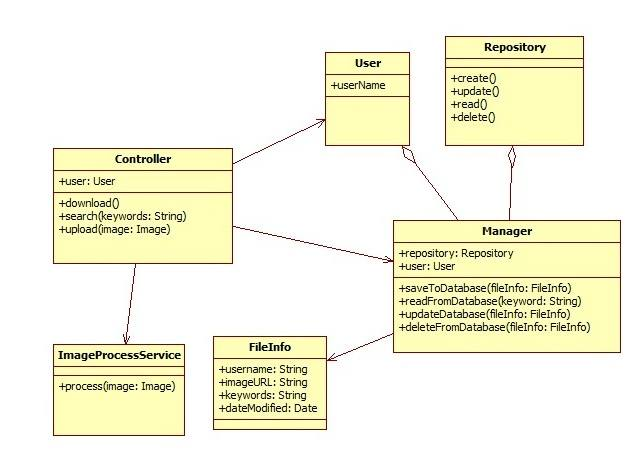 User
+userName
Repository
+create()
+update()
+read()
+delete()
Controller
+user: User
+download()
+search(keywords: String)
+upload(image: Image)
Manager
+repository: Repository
+user: User
+saveToDatabase(fileInfo: FileInfo)
+readFromDatabase(keyword: String)
+updateDatabase(fileInfo: FileInfo)
+deleteFromDatabase(fileInfo: FileInfo)
ImageProcessService
+process(image: Image)
FileInfo
+username: String
+imageURL: String
+keywords: String
+dateModified: Date